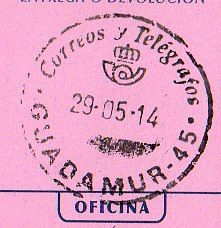 ENTREGA O DEVOLUCIÓN
Correos y Telégrafos
29-05-14
GUADAMUR-45
OFICINA